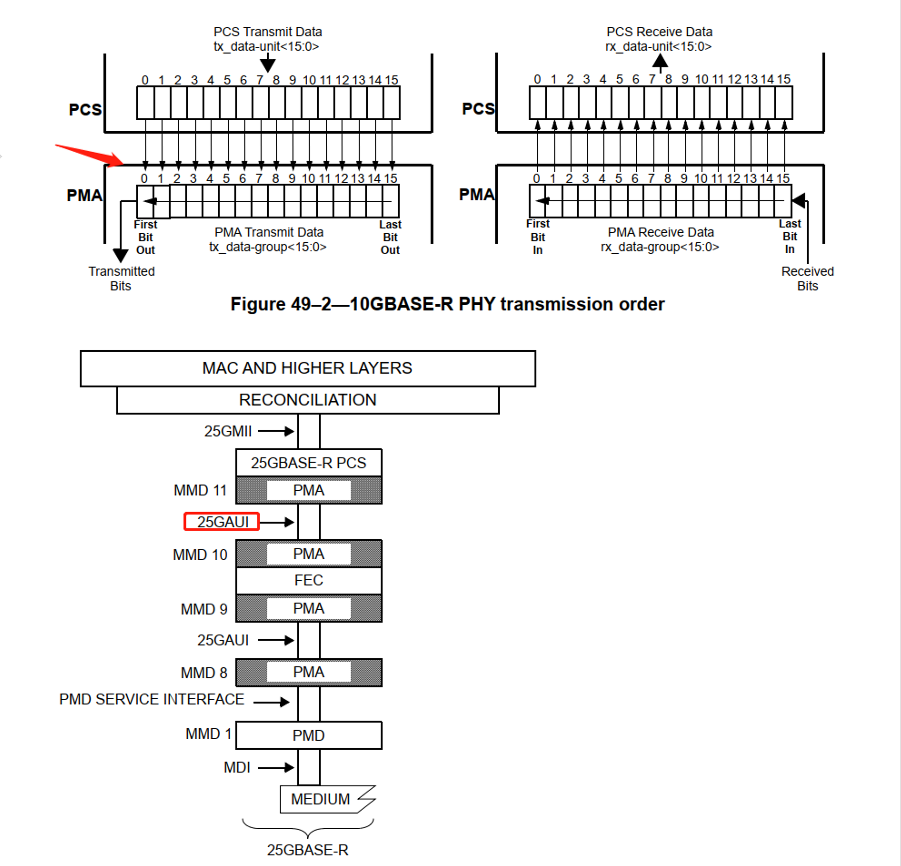 PCS Transmit Data
tx_data-unit<15:0>
PCS Receive Data
rx_data-unit<15:0>
0 1 2 3 4 5 6 7 8 9 10 11 12 13 14 15
0 1 2 3 4 5 6 7 8 9 10 11 12 13 14 15
PCS
PCS
0 1 2 3 4 5 6 7 8 9 10 11 12 13 14 15
0 1 2 3 4 5 6 7 8 9 10 11 12 13 14 15
PMA
PMA
First
Bit
Out
PMA Transmit Data
tx_data-group<15:0>
Last
Bit
Out
First
Bit
In
PMA Receive Data
rx_data-group<15:0>
Last
Bit
In
Transmitted
Bits
Received
Bits
Figure 49–2—10GBASE-R PHY transmission order
MAC AND HIGHER LAYERS
RECONCILIATION
25GMII
25GBASE-R PCS
MMD 11
PMA
25GAUI
MMD 10
PMA
FEC
MMD 9
PMA
25GAUI
MMD 8
PMA
PMD SERVICE INTERFACE
MMD 1
PMD
MDI
MEDIUM
25GBASE-R